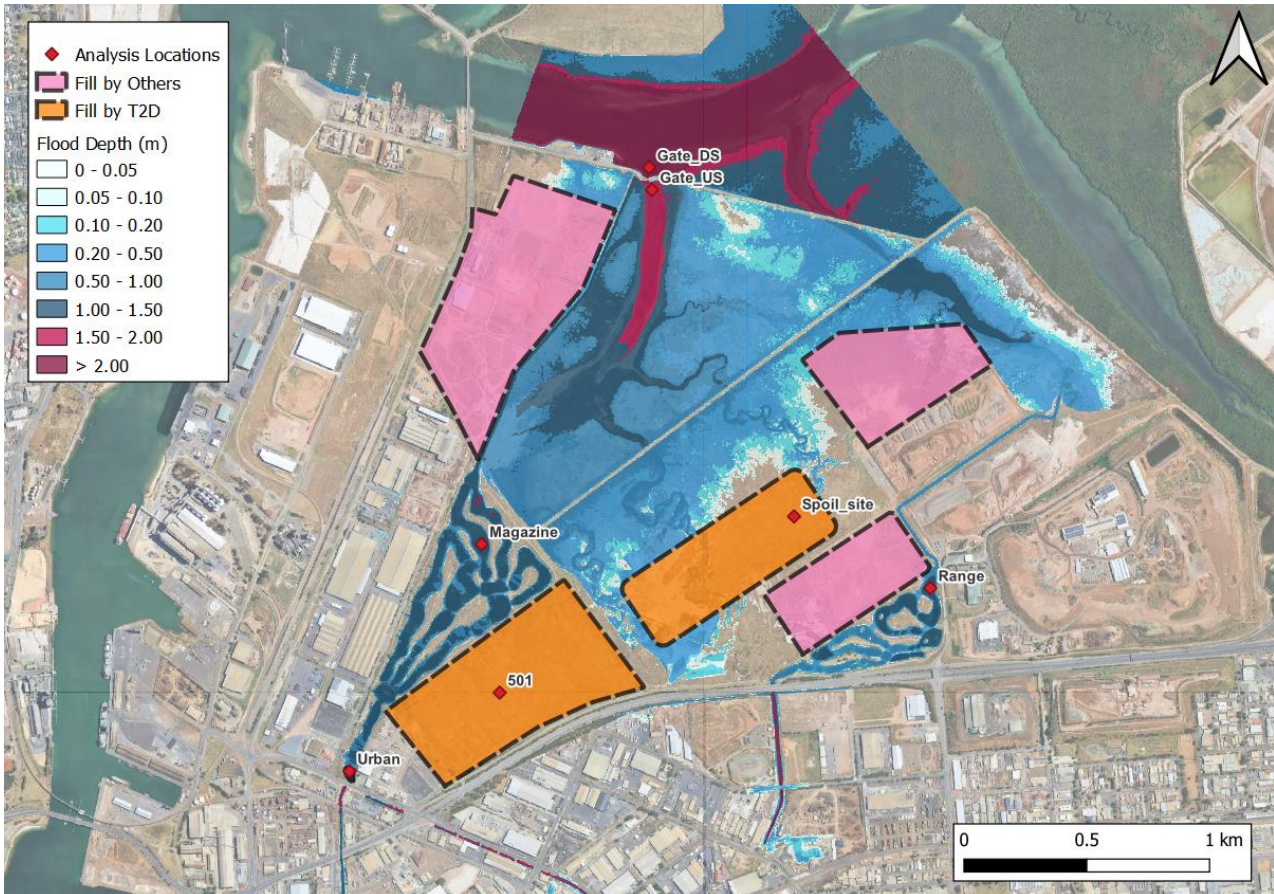 Analysis Locations
Fill by Others
Fill by T2D
Flood Depth (m)
0 - 0.05
0.05 - 0.10
0.10 - 0.20
0.20 - 0.50
0.50 - 1.00
1.00 - 1.50
1.50 - 2.00
> 2.00
Gate_DS
Gate_US
Spoil_site
Magazine
Range
501
Urban
0 0.5 1 km